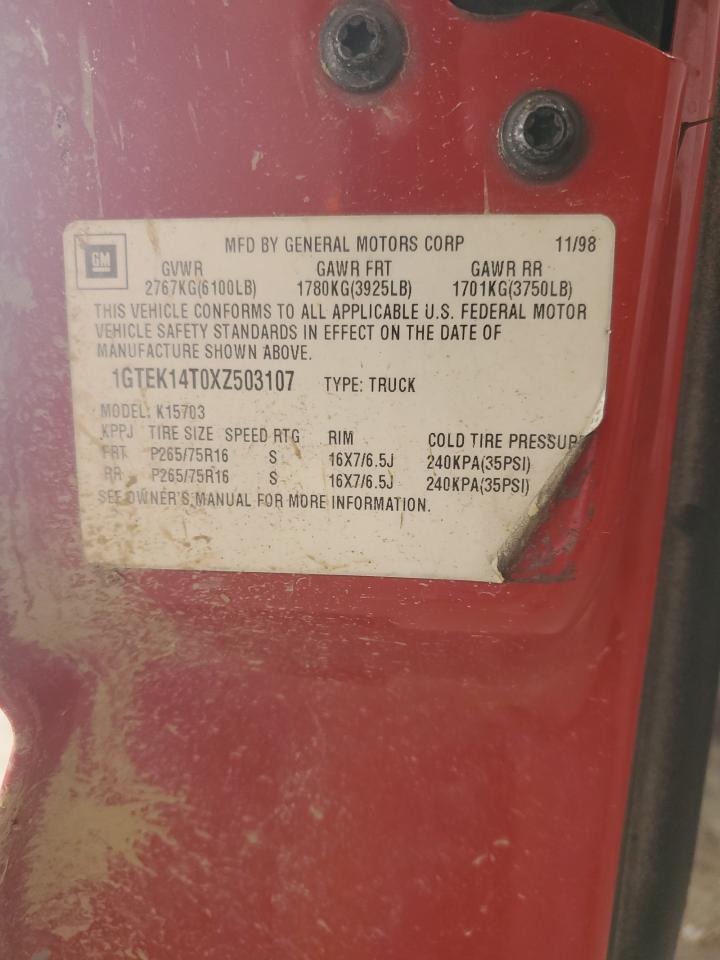 GM
MFD BY GENERAL MOTORS CORP 11/98
GVWR GAWR FRT GAWR RR
2767KG(6100LB) 1780KG(3925LB) 1701KG(3750LB)
THIS VEHICLE CONFORMS TO ALL APPLICABLE U.S. FEDERAL MOTOR
VEHICLE SAFETY STANDARDS IN EFFECT ON THE DATE OF
MANUFACTURE SHOWN ABOVE.
1GTEK14T0XZ503107 TYPE: TRUCK
MODEL: K15703
KPPJ TIRE SIZE SPEED RTG RIM COLD TIRE PRESSURE
FRT P265/75R16 S 16X7/6.5J 240KPA(35PSI)
RR P265/75R16 S 16X7/6.5J 240KPA(35PSI)
SEE OWNER'S MANUAL FOR MORE INFORMATION.